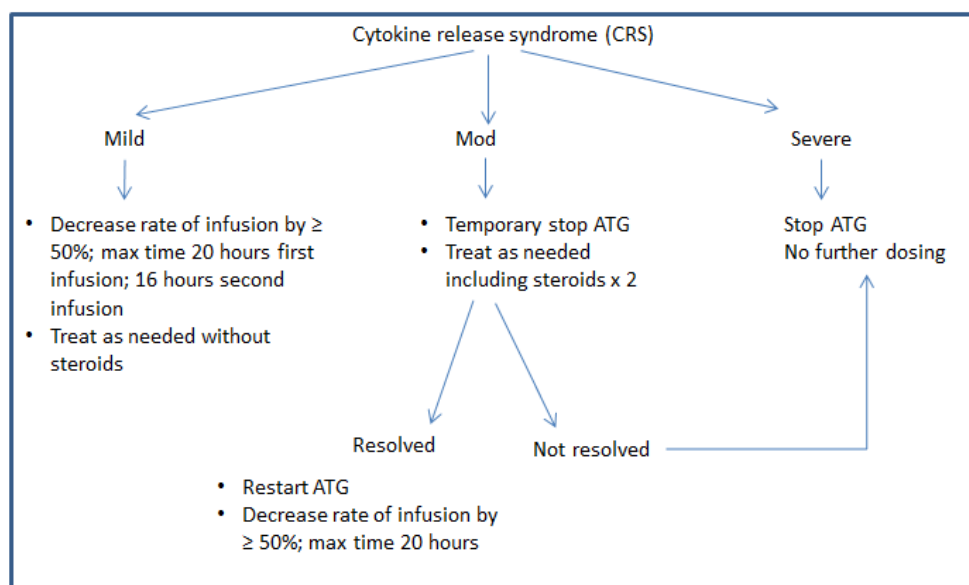 Cytokine release syndrome (CRS)
Mild
Mod
Severe
• Decrease rate of infusion by ≥
50%; max time 20 hours first
infusion; 16 hours second
infusion
• Treat as needed without
steroids
• Temporary stop ATG
• Treat as needed
including steroids x 2
Stop ATG
No further dosing
Resolved
Not resolved
• Restart ATG
• Decrease rate of infusion by
≥ 50%; max time 20 hours